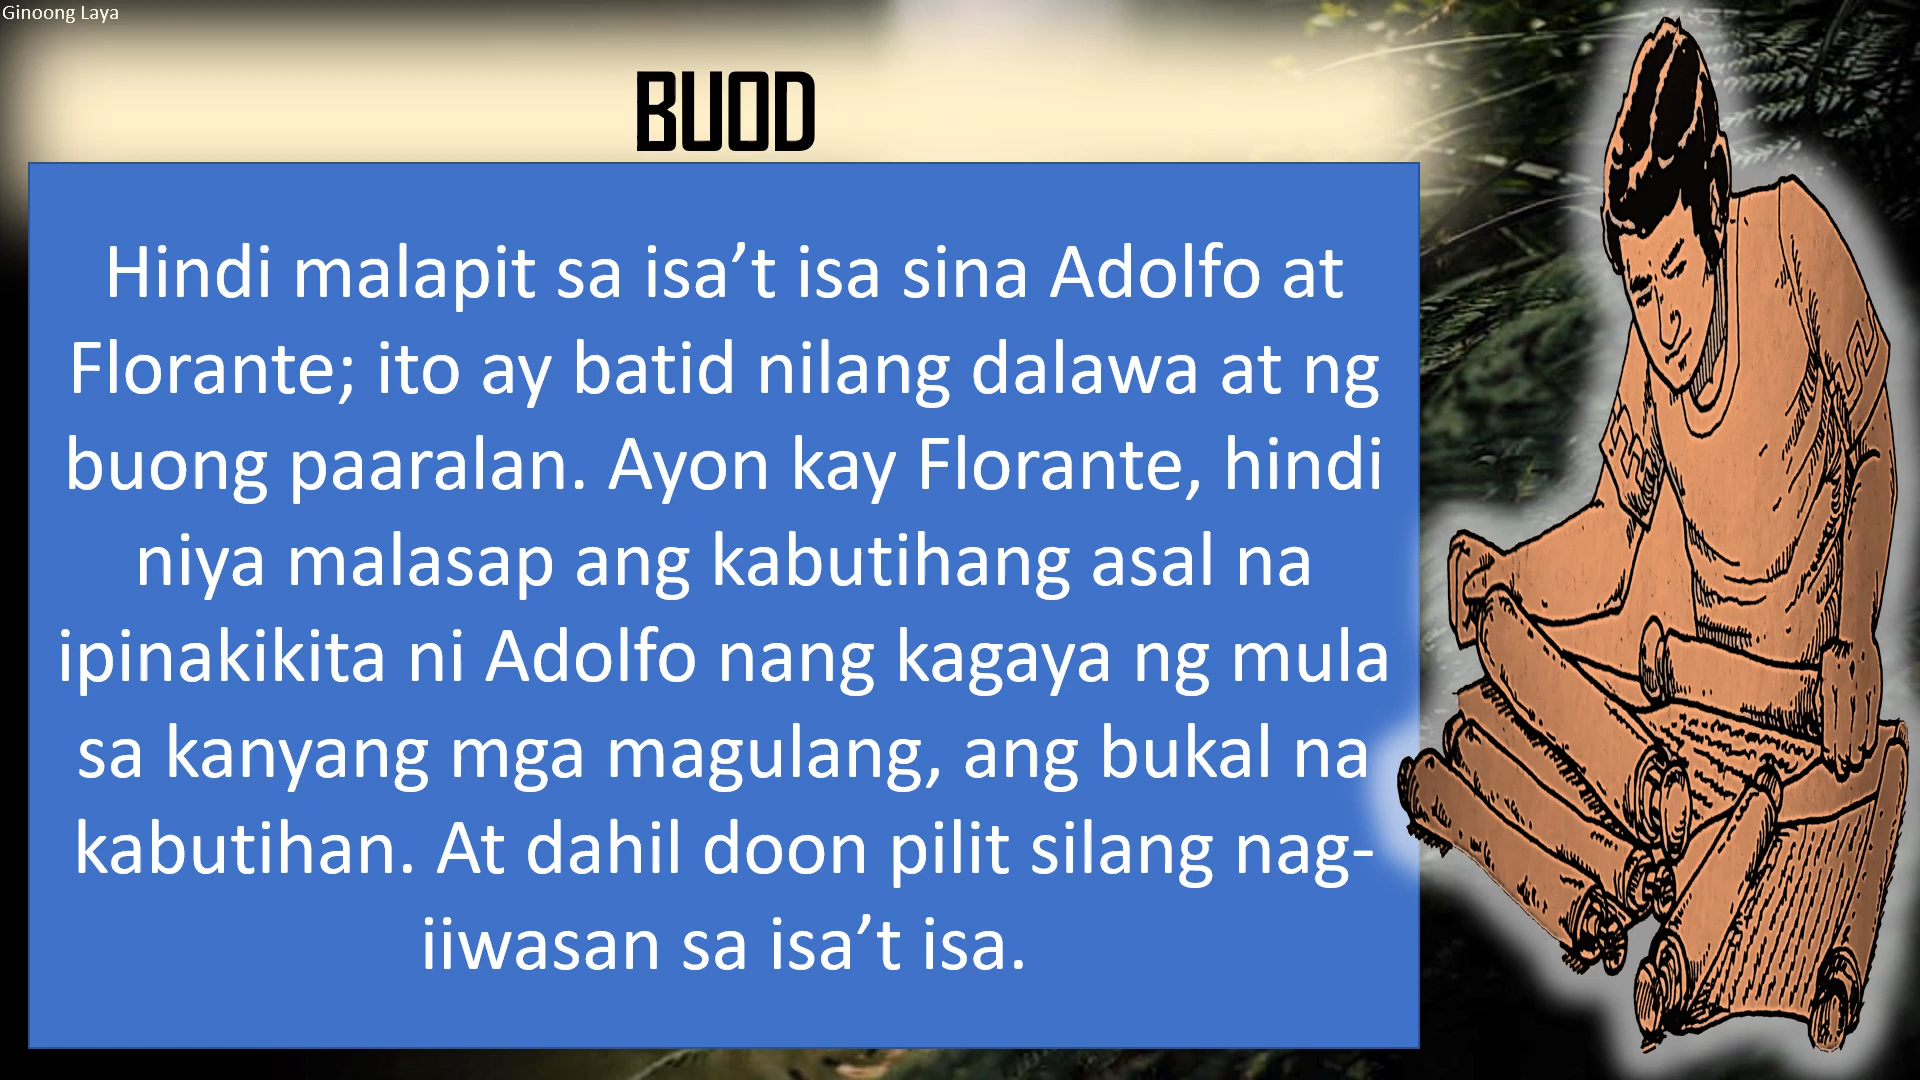 Ginoong Laya
BUOD
Hindi malapit sa isa’t isa sina Adolfo at
Florante; ito ay batid nilang dalawa at ng
buong paaralan. Ayon kay Florante, hindi
niya malasap ang kabutihang asal na
ipinakikita ni Adolfo nang kagaya ng mula
sa kanyang mga magulang, ang bukal na
kabutihan. At dahil doon pilit silang nag-
iiwasan sa isa’t isa.